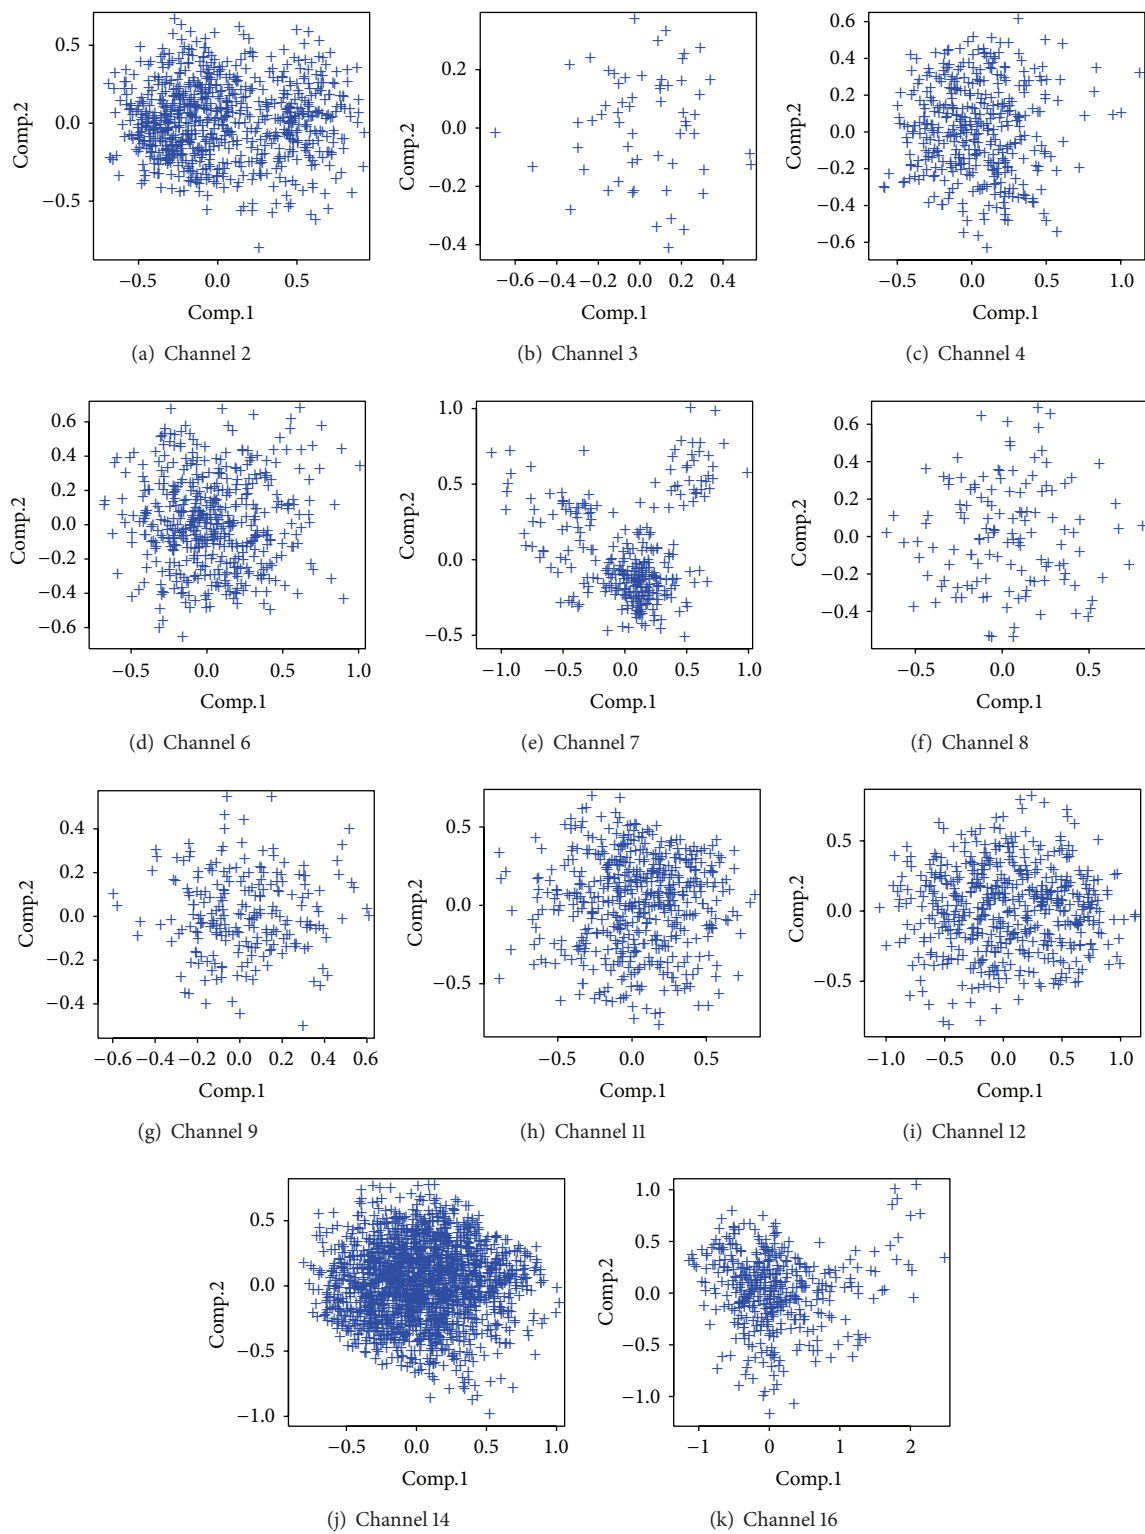 0.5
0.0
−0.5
Comp.2
−0.5 0.0 0.5
Comp.1
(a) Channel 2
0.2
0.0
−0.2
−0.4
Comp.2
−0.6 −0.4 −0.2 0.0 0.2 0.4
Comp.1
(b) Channel 3
0.6
0.4
0.2
0.0
−0.2
−0.4
−0.6
Comp.2
−0.5 0.0 0.5 1.0
Comp.1
(c) Channel 4
0.6
0.4
0.2
0.0
−0.2
−0.4
−0.6
Comp.2
−0.5 0.0 0.5 1.0
Comp.1
(d) Channel 6
1.0
0.5
0.0
−0.5
Comp.2
−1.0 −0.5 0.0 0.5 1.0
Comp.1
(e) Channel 7
0.8
0.6
0.4
0.2
0.0
−0.2
−0.4
Comp.2
−0.5 0.0 0.5
Comp.1
(f) Channel 8
0.4
0.2
0.0
−0.2
−0.4
Comp.2
−0.6 −0.4 −0.2 0.0 0.2 0.4 0.6
Comp.1
(g) Channel 9
0.5
0.0
−0.5
Comp.2
−0.5 0.0 0.5
Comp.1
(h) Channel 11
0.5
0.0
−0.5
Comp.2
−1.0 −0.5 0.0 0.5 1.0
Comp.1
(i) Channel 12
0.5
0.0
−0.5
−1.0
Comp.2
−0.5 0.0 0.5 1.0
Comp.1
(j) Channel 14
1.0
0.5
0.0
−0.5
−1.0
Comp.2
−1 0 1 2
Comp.1
(k) Channel 16